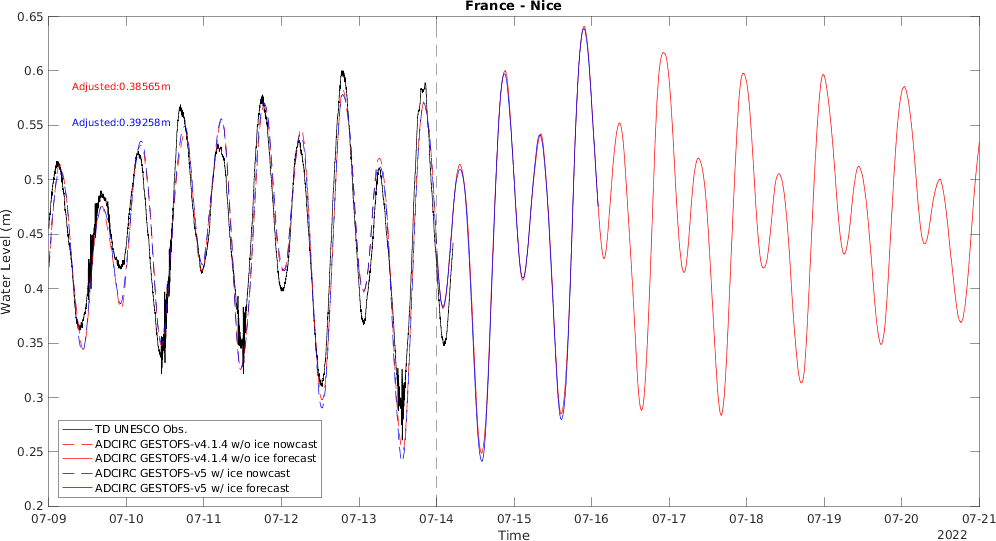 France - Nice
Water Level (m)
0.65
0.6
0.55
0.5
0.45
0.4
0.35
0.3
0.25
0.2
Adjusted:0.38565m
Adjusted:0.39258m
TD UNESCO Obs.
ADCIRC GESTOFS-v4.1.4 w/o ice nowcast
ADCIRC GESTOFS-v4.1.4 w/o ice forecast
ADCIRC GESTOFS-v5 w/ ice nowcast
ADCIRC GESTOFS-v5 w/ ice forecast
07-09 07-10 07-11 07-12 07-13 07-14 07-15 07-16 07-17 07-18 07-19 07-20 07-21
Time
2022